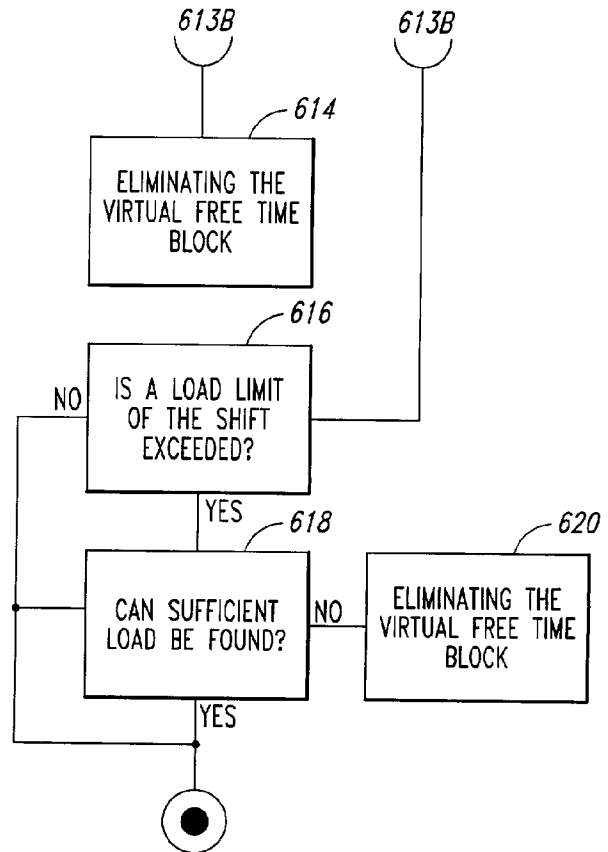 613B
613B
614
ELIMINATING THE
VIRTUAL FREE TIME
BLOCK
616
NO
IS A LOAD LIMIT
OF THE SHIFT
EXCEEDED?
YES
618
620
CAN SUFFICIENT
LOAD BE FOUND?
NO
ELIMINATING THE
VIRTUAL FREE TIME
BLOCK
YES